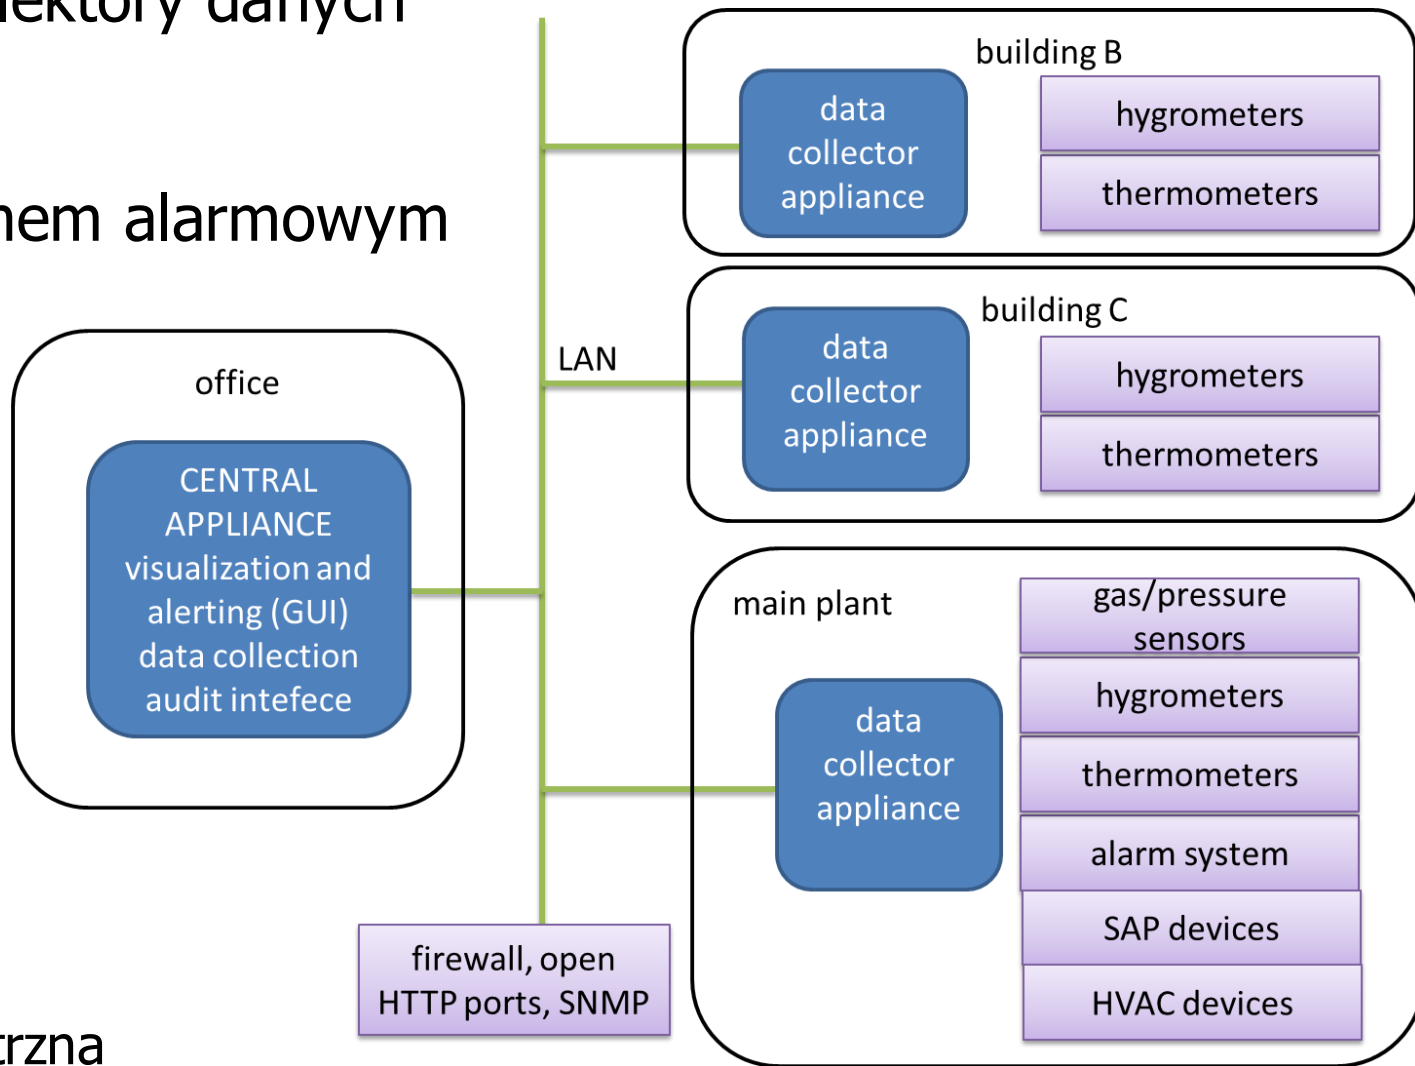 danych
alarmowym
building B
data
collector
appliance
hygrometers
thermometers
building C
LAN
data
collector
appliance
hygrometers
thermometers
office
CENTRAL
APPLIANCE
visualization and
alerting (GUI)
data collection
audit intefece
main plant
data
collector
appliance
gas/pressure
sensors
hygrometers
thermometers
alarm system
SAP devices
HVAC devices
firewall, open
HTTP ports, SNMP